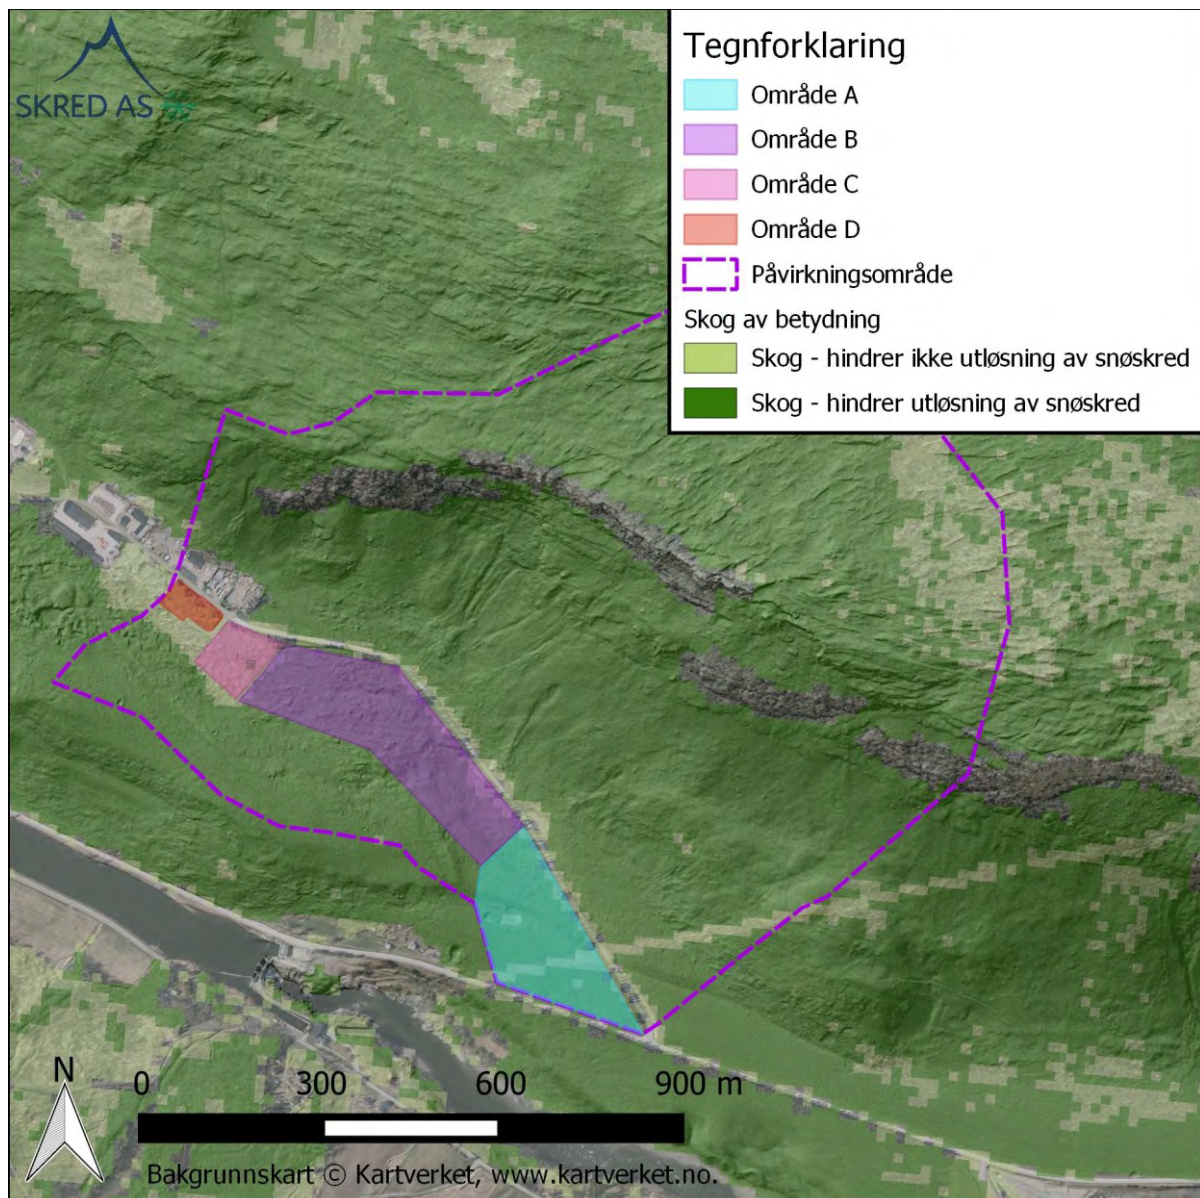 SKRED AS
Tegnforklaring
Område A
Område B
Område C
Område D
Påvirkningsområde
Skog av betydning
Skog - hindrer ikke utløsning av snøskred
Skog - hindrer utløsning av snøskred
N
0 300 600 900 m
Bakgrunnskart © Kartverket, www.kartverket.no.